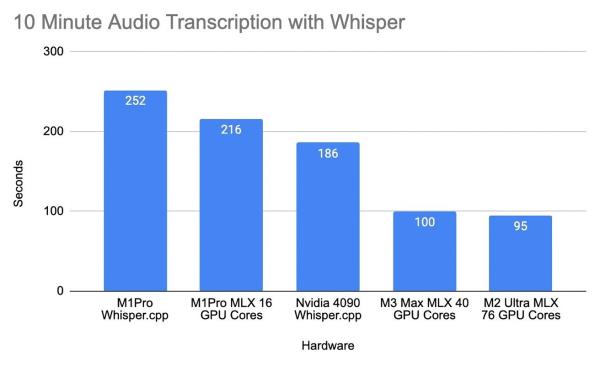 10 Minute Audio Transcription with Whisper
300
200
100
0
Seconds
252
216
186
100
95
M1Pro
Whisper.cpp
M1Pro MLX 16
GPU Cores
Nvidia 4090
Whisper.cpp
M3 Max MLX 40
GPU Cores
M2 Ultra MLX
76 GPU Cores
Hardware